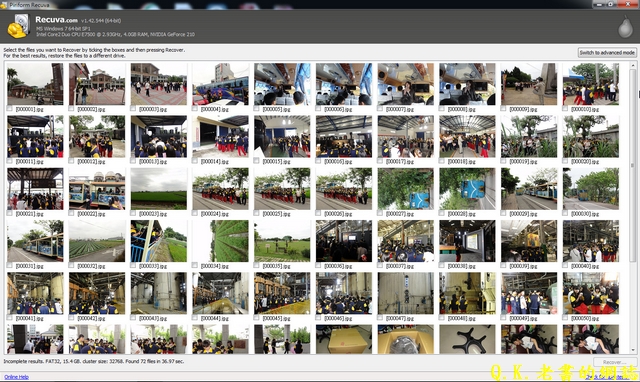 Piriform Recuva
Recuva.com v1.42.544 (64-bit)
MS Windows 7 64-bit SP1
Intel Core2 Duo CPU E7500 @ 2.93GHz, 4.0GB RAM, NVIDIA GeForce 210
Select the files you want to Recover by ticking the boxes and then pressing Recover.
For the best results, restore the files to a different drive.
Switch to advanced mode
[000001].jpg [000002].jpg [000003].jpg [000004].jpg [000005].jpg [000006].jpg [000007].jpg [000008].jpg [000009].jpg [000010].jpg
[000011].jpg [000012].jpg [000013].jpg [000014].jpg [000015].jpg [000016].jpg [000017].jpg [000018].jpg [000019].jpg [000020].jpg
[000021].jpg [000022].jpg [000023].jpg [000024].jpg [000025].jpg [000026].jpg [000027].jpg [000028].jpg [000029].jpg [000030].jpg
[000031].jpg [000032].jpg [000033].jpg [000034].jpg [000035].jpg [000036].jpg [000037].jpg [000038].jpg [000039].jpg [000040].jpg
[000041].jpg [000042].jpg [000043].jpg [000044].jpg [000045].jpg [000046].jpg [000047].jpg [000048].jpg [000049].jpg [000050].jpg
Incomplete results. FAT32, 15.4 GB. cluster size: 32768. Found 72 files in 36.97 sec.
Recover...
Online Help
Q.K.老爹的網誌